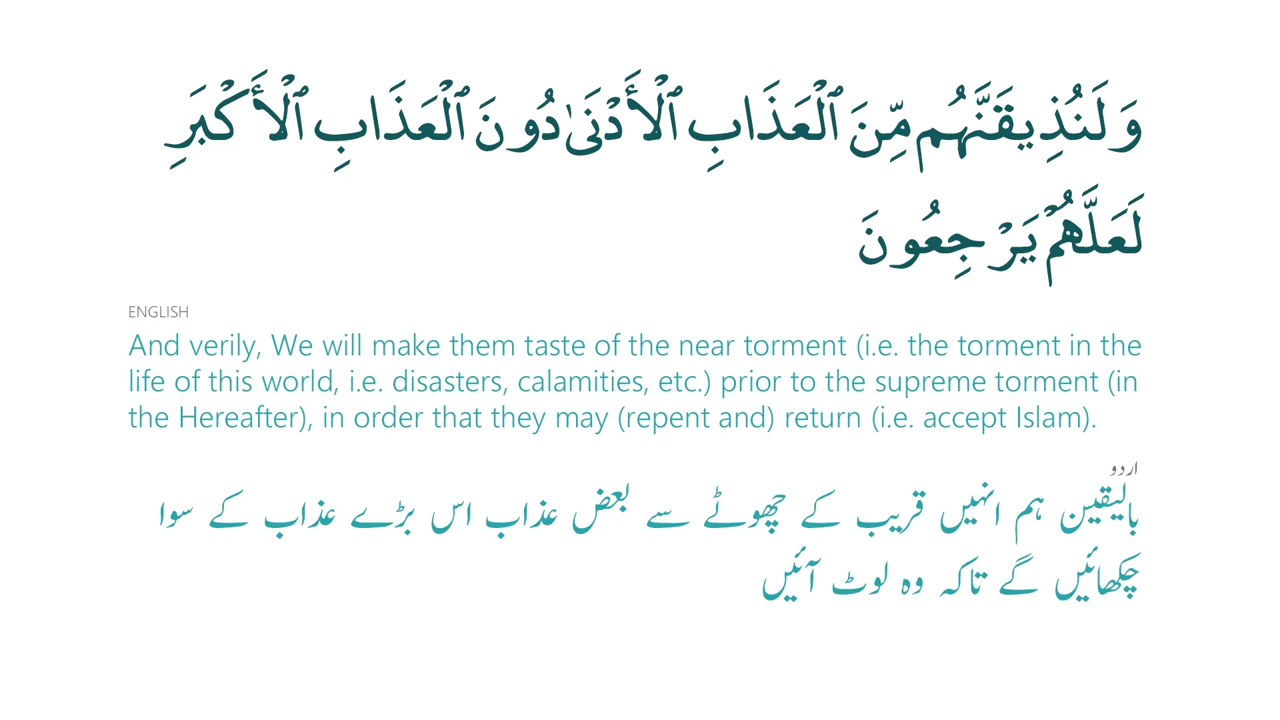 وَلَنُذِيقَنَّهُم مِّنَ ٱلْعَذَابِ ٱلْأَدْنَىٰ دُونَ ٱلْعَذَابِ ٱلْأَكْبَرِ
لَعَلَّهُمْ يَرْجِعُونَ
ENGLISH
And verily, We will make them taste of the near torment (i.e. the torment in the
life of this world, i.e. disasters, calamities, etc.) prior to the supreme torment (in
the Hereafter), in order that they may (repent and) return (i.e. accept Islam).
اردو
بالیقین ہم انہیں قریب کے چھوٹے سے بعض عذاب اس بڑے عذاب کے سوا
چکھائیں گے تاکہ وہ لوٹ آئیں